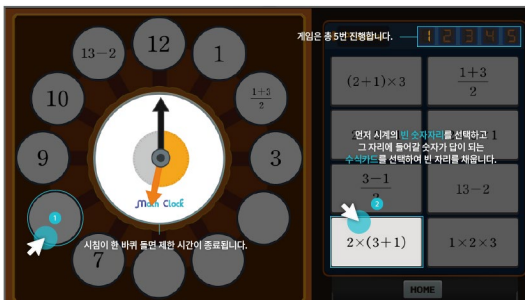 게임은 총 5번 진행합니다.
1 2 3 4 5
12
13−2
1
10
1+3
2
9
3
7
Math Clock
1
시침이 한 바퀴 돌면 제한 시간이 종료됩니다.
(2+1)×3
1+3
2
먼저 시계의 빈 숫자자리를 선택하고
그 자리에 들어갈 숫자가 답이 되는
수식카드를 선택하여 빈 자리를 채웁니다.
1
3−1
2
13−2
2×(3+1)
1×2×3
HOME